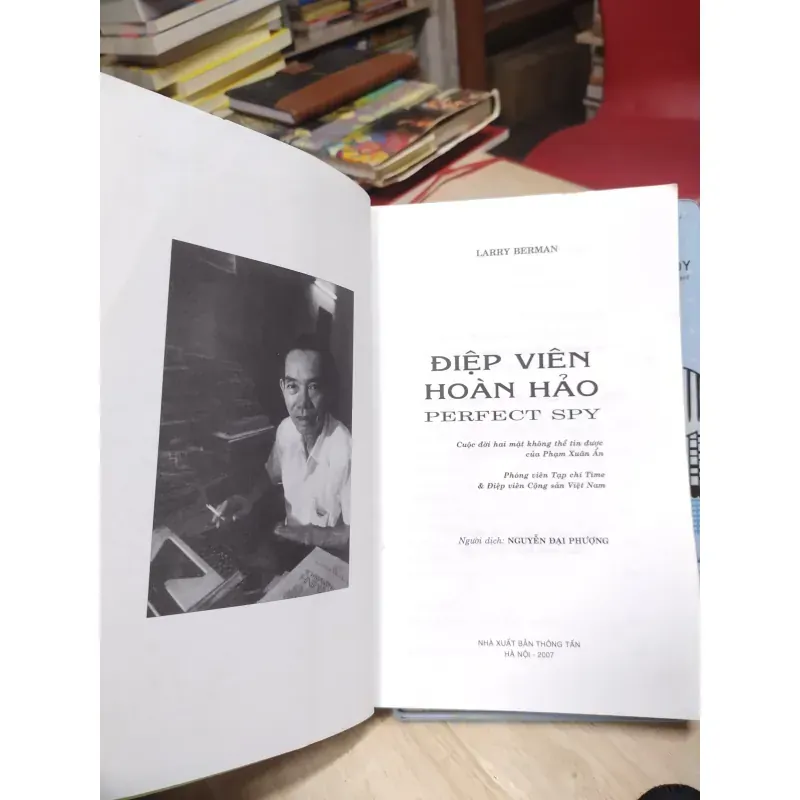 LARRY BERMAN
ĐIỆP VIÊN
HOÀN HẢO
PERFECT SPY
Cuộc đời hai mặt không thể tin được
của Phạm Xuân Ẩn
Phóng viên Tạp chí Time
& Điệp viên Cộng sản Việt Nam
Người dịch: NGUYỄN ĐẠI PHƯỢNG
NHÀ XUẤT BẢN THÔNG TẤN
HÀ NỘI - 2007